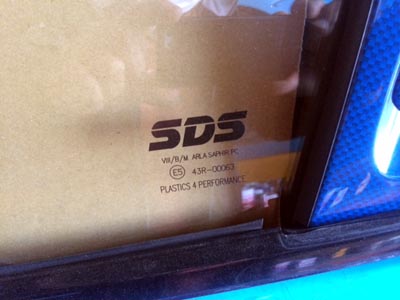 SDS
VIII/B/M ARLA SAPHIR PC
E5 43R-00063
PLASTICS 4 PERFORMANCE